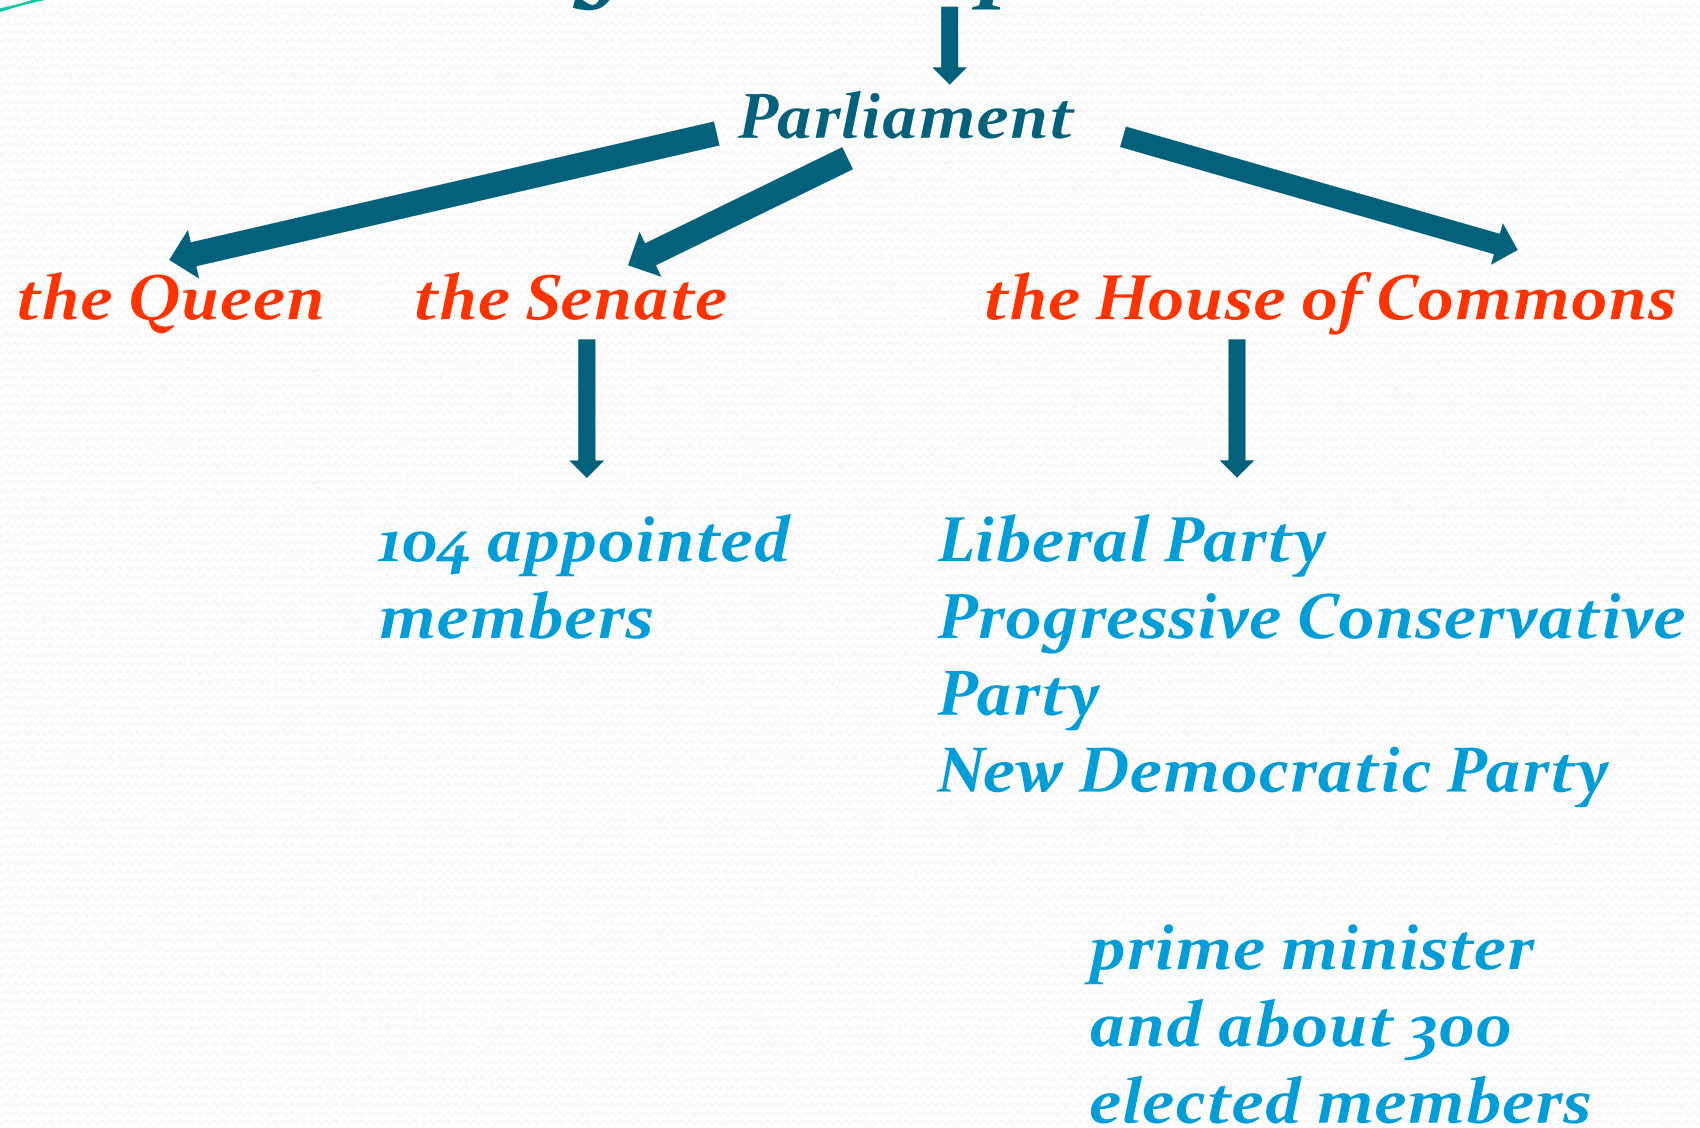 Parliament
the Queen the Senate the House of Commons
104 appointed
members
Liberal Party
Progressive Conservative
Party
New Democratic Party
prime minister
and about 300
elected members